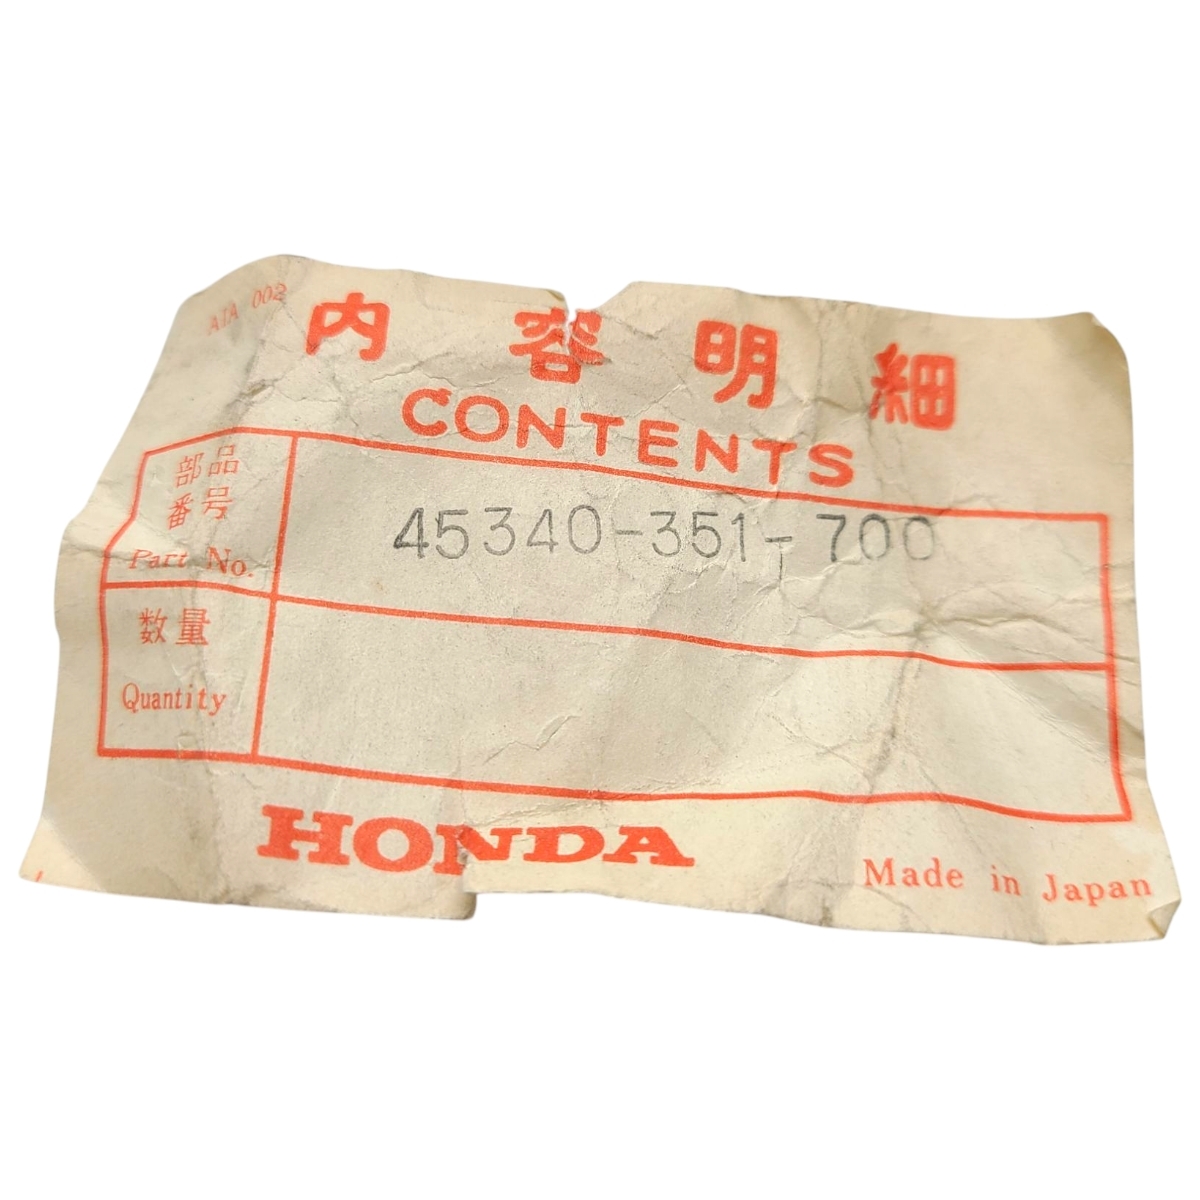 AIA 002
内容明細
CONTENTS
部品
番号
Part No.
45340-351-700
数量
Quantity
HONDA
Made in Japan